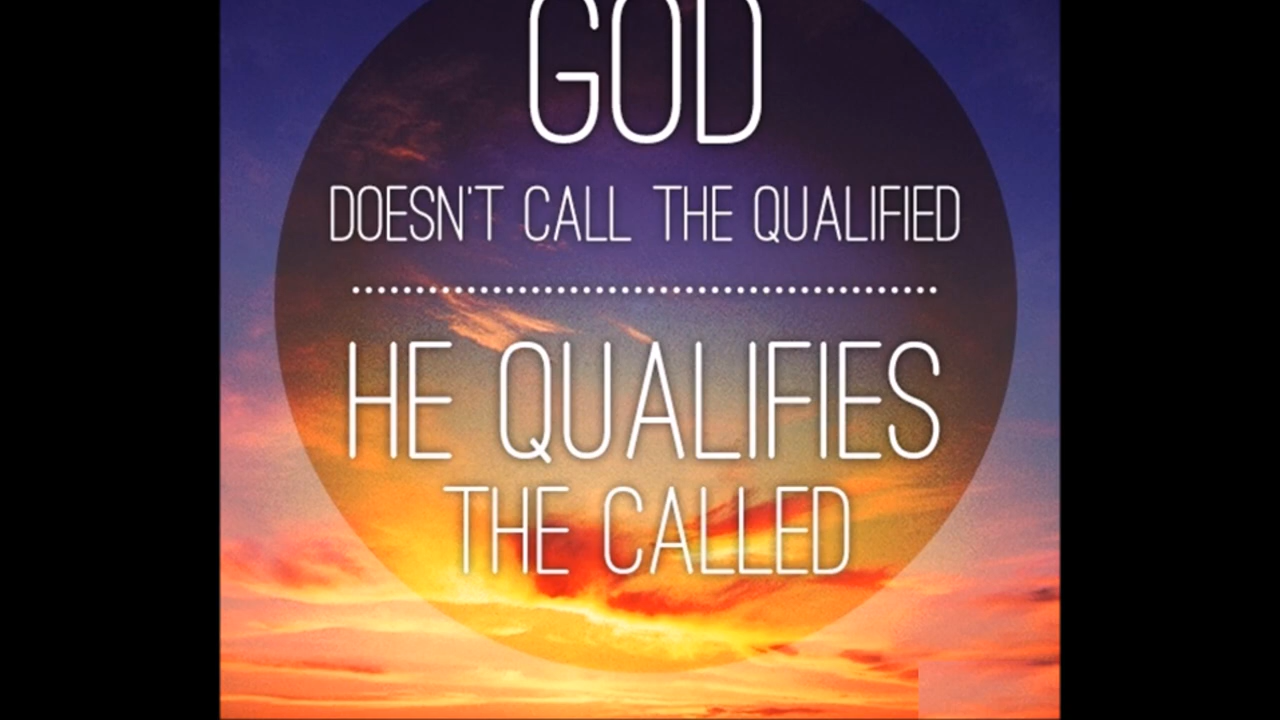 GOD
DOESN'T CALL THE QUALIFIED
HE QUALIFIES
THE CALLED